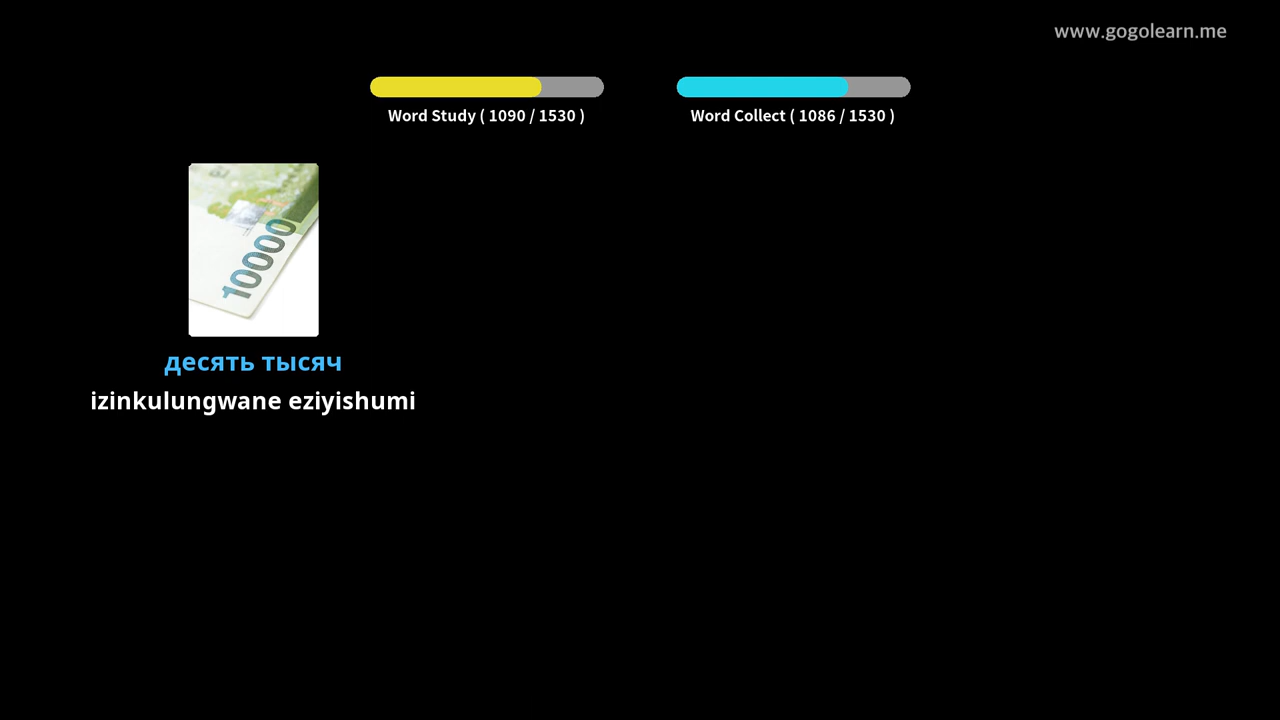 www.gogolearn.me
Word Study ( 1090 / 1530 )
Word Collect ( 1086 / 1530 )
10000
десять тысяч
izinkulungwane eziyishumi